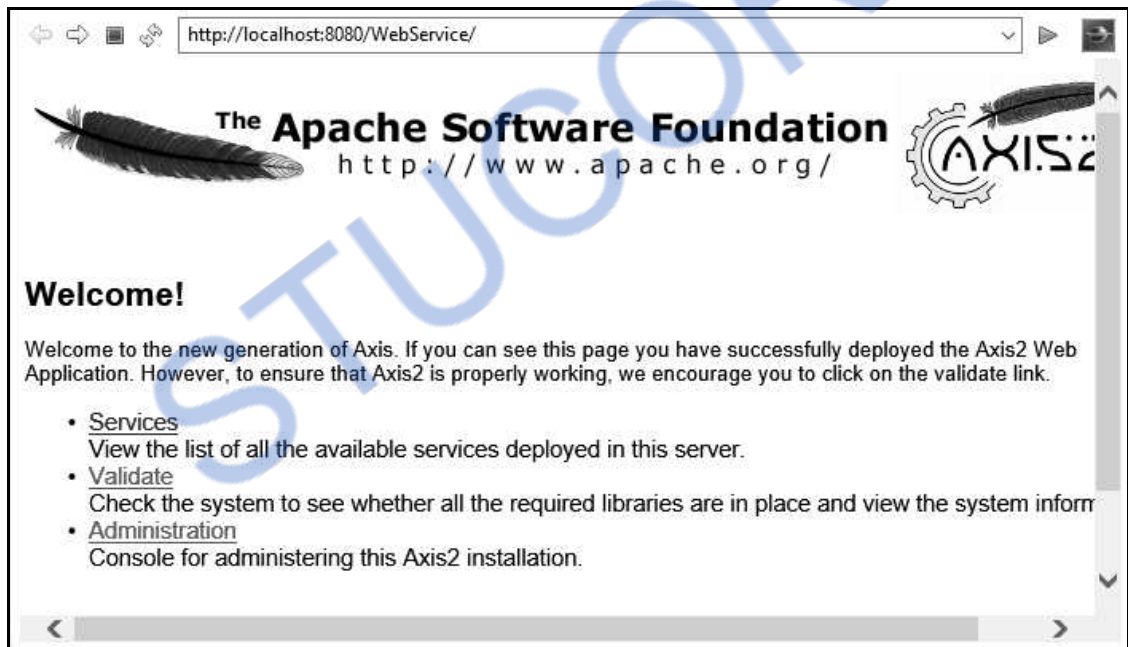 http://localhost:8080/WebService/
The Apache Software Foundation
http://www.apache.org/
AXIS2
Welcome!
Welcome to the new generation of Axis. If you can see this page you have successfully deployed the Axis2 Web
Application. However, to ensure that Axis2 is properly working, we encourage you to click on the validate link.
• Services
View the list of all the available services deployed in this server.
• Validate
Check the system to see whether all the required libraries are in place and view the system inform
• Administration
Console for administering this Axis2 installation.
STUCOR